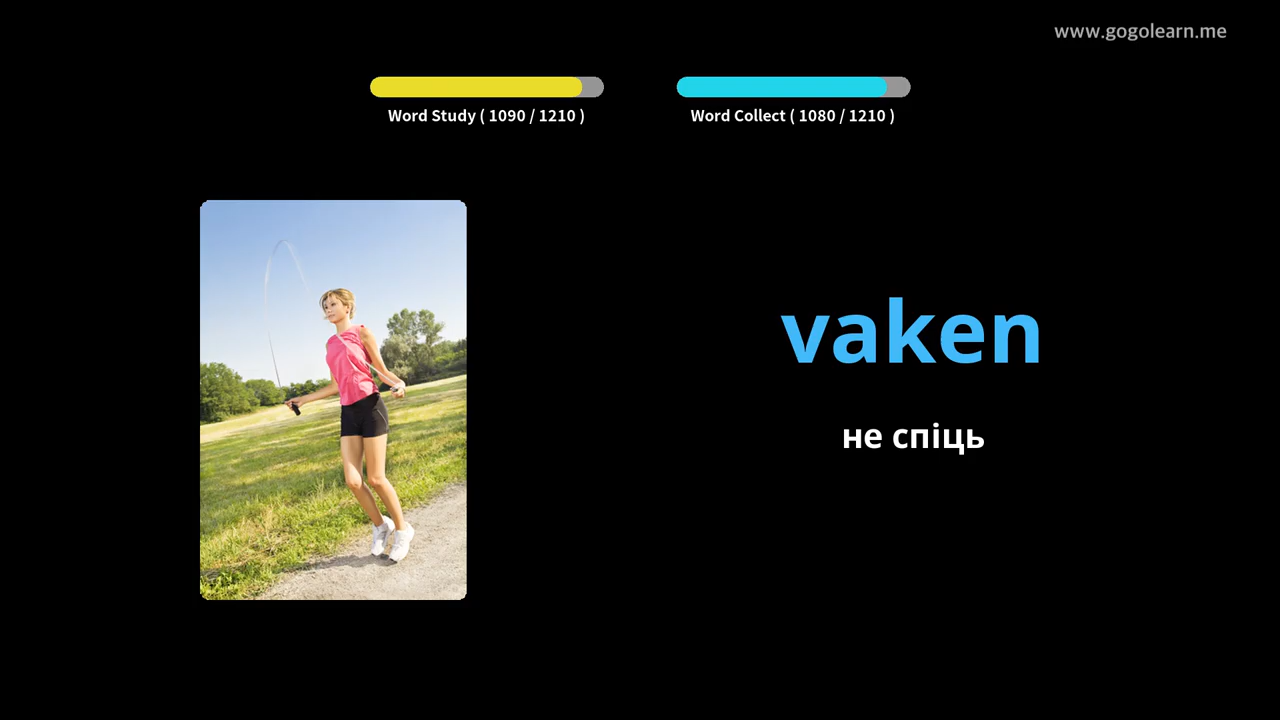 www.gogolearn.me
Word Study ( 1090 / 1210 )
Word Collect ( 1080 / 1210 )
vaken
не спіць